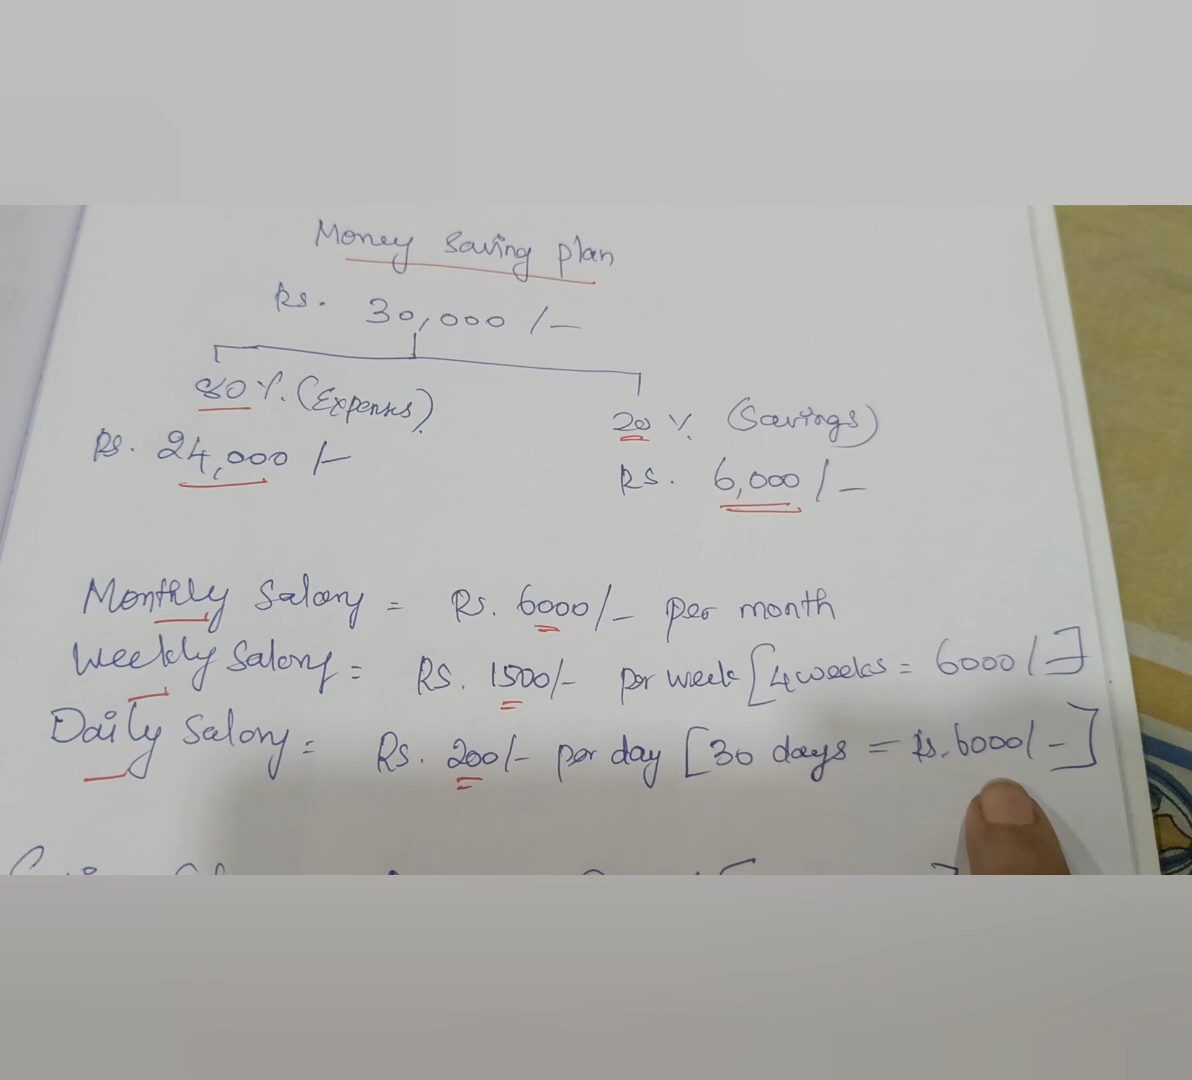 Money Saving plan
Rs. 30,000/-
80%. (Expenses)
20% (Savings)
Rs. 24,000/-
Rs. 6,000/-
Monthly Salary = Rs. 6000/- per month
Weekly Salary = RS. 1500/- per week [4 weeks = 6000/]
Daily Salary = Rs. 200/- per day [30 days = Rs. 6000/-]